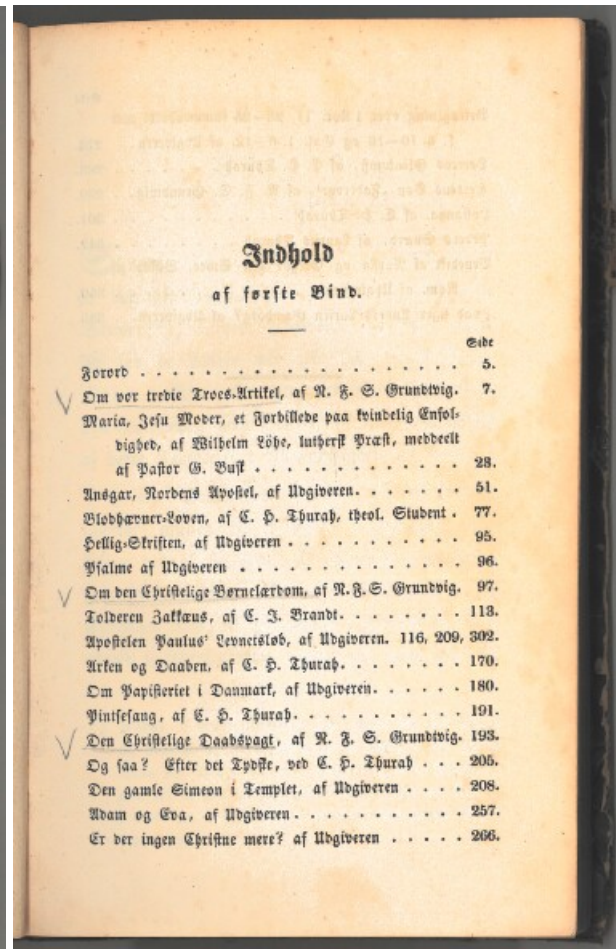 Indhold
af første Bind.
Side
Forord . . . . . . . . . . . . . . . . . . . . 5.
Om vor tredie Troes-Artikel, af N. F. S. Grundtvig. 7.
Maria, Jesu Moder, et Forbillede paa kvindelig Enfol-
dighed, af Wilhelm Löhe, luthersk Præst, meddeelt
af Pastor G. Busk . . . . . . . . . . . . . . 23.
Ansgar, Nordens Apostel, af Udgiveren. . . . . . . 51.
Blodhævner-Loven, af C. H. Thurah, theol. Student . 77.
Hellig-Skriften, af Udgiveren . . . . . . . . . . . 95.
Psalme af Udgiveren . . . . . . . . . . . . . . 96.
Om den Christelige Børnelærdom, af N. F. S. Grundtvig. 97.
Tolderen Zakkæus, af C. J. Brandt. . . . . . . . . 113.
Apostelen Paulus' Levnetsløb, af Udgiveren. 116, 209, 302.
Arken og Daaben, af C. H. Thurah. . . . . . . . . 170.
Om Papisteriet i Danmark, af Udgiveren. . . . . . 180.
Pintsesang, af C. H. Thurah. . . . . . . . . . . . 191.
Den Christelige Daabspagt, af N. F. S. Grundtvig. 193.
Og saa? Efter det Tydske, ved C. H. Thurah . . . 205.
Den gamle Simeon i Templet, af Udgiveren . . . . 208.
Adam og Eva, af Udgiveren. . . . . . . . . . . . 257.
Er der ingen Christne mere? af Udgiveren . . . . . 266.